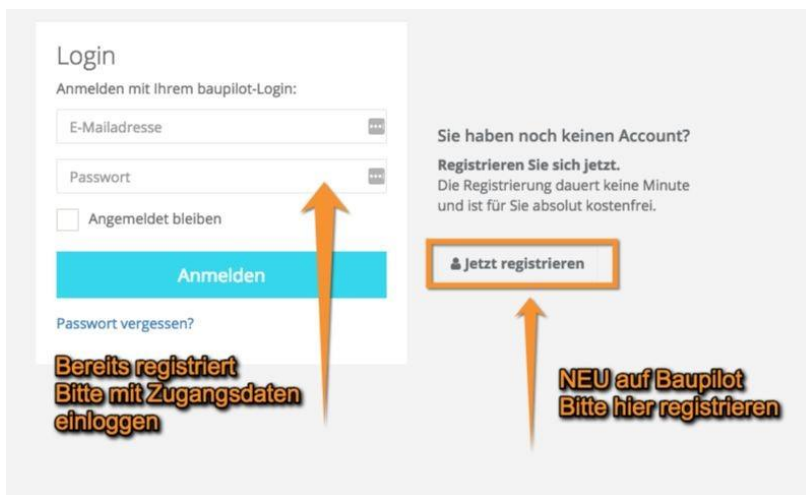 Login
Anmelden mit Ihrem baupilot-Login:
E-Mailadresse
Passwort
Angemeldet bleiben
Anmelden
Passwort vergessen?
Bereits registriert
Bitte mit Zugangsdaten
einloggen
Sie haben noch keinen Account?
Registrieren Sie sich jetzt.
Die Registrierung dauert keine Minute
und ist für Sie absolut kostenfrei.
Jetzt registrieren
NEU auf Baupilot
Bitte hier registrieren